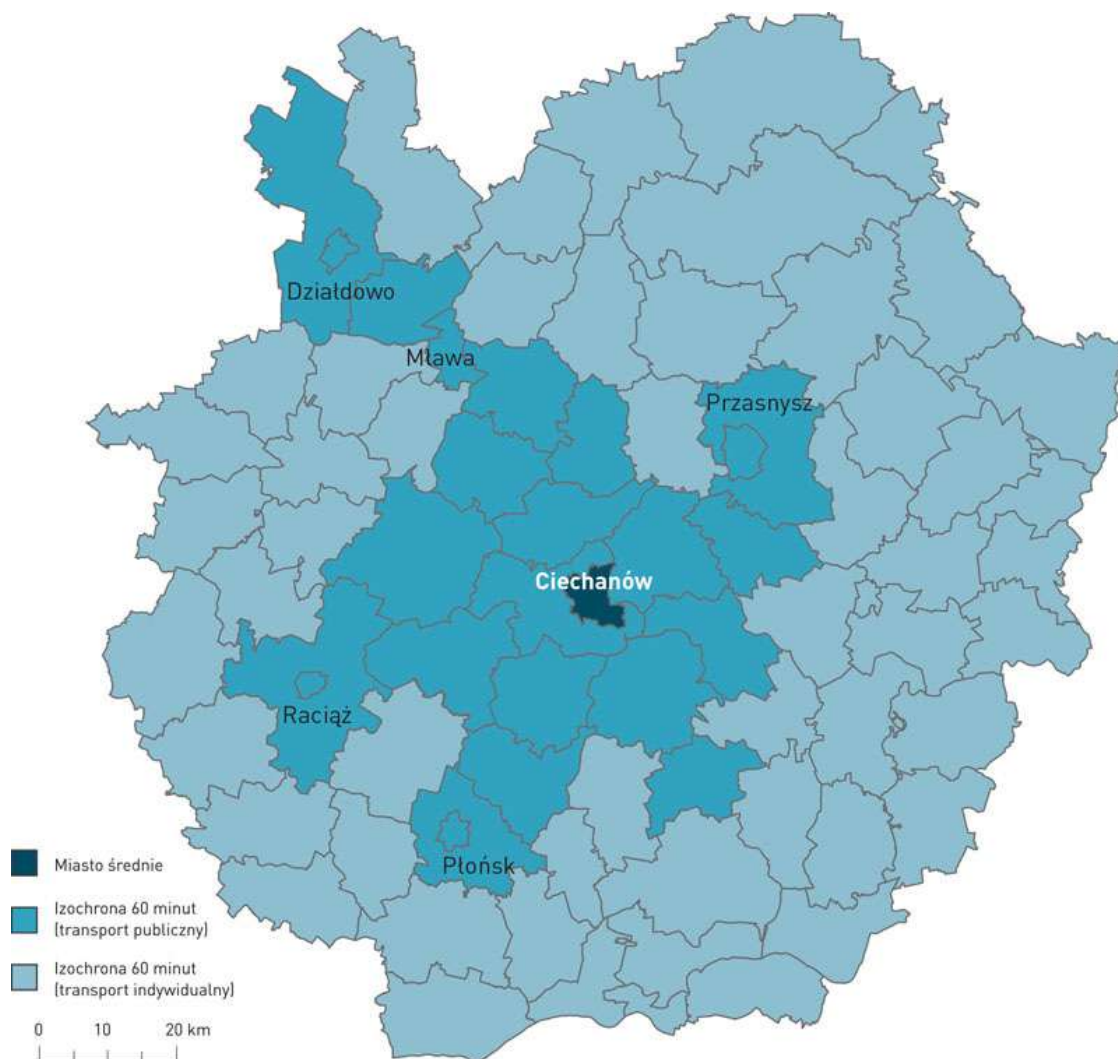 Działdowo
Mława
Przasnysz
Ciechanów
Raciąż
Płońsk
Miasto średnie
Izochrona 60 minut
(transport publiczny)
Izochrona 60 minut
(transport indywidualny)
0 10 20 km